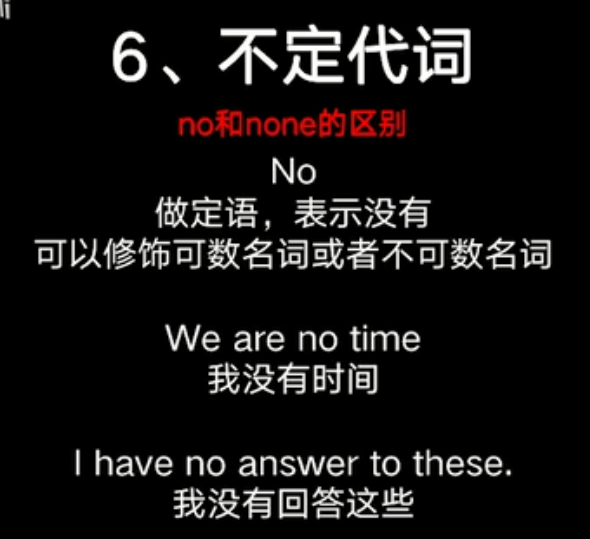 6、不定代词
no和none的区别
No
做定语，表示没有
可以修饰可数名词或者不可数名词
We are no time
我没有时间
I have no answer to these.
我没有回答这些